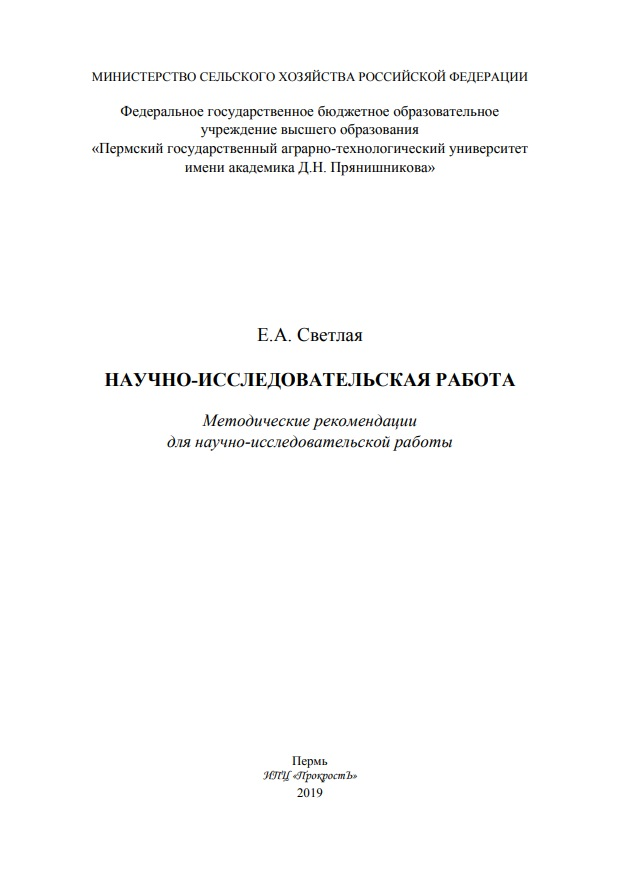 МИНИСТЕРСТВО СЕЛЬСКОГО ХОЗЯЙСТВА РОССИЙСКОЙ ФЕДЕРАЦИИ
Федеральное государственное бюджетное образовательное
учреждение высшего образования
«Пермский государственный аграрно-технологический университет
имени академика Д.Н. Прянишникова»
Е.А. Светлая
НАУЧНО-ИССЛЕДОВАТЕЛЬСКАЯ РАБОТА
Методические рекомендации
для научно-исследовательской работы
Пермь
ИПЦ «ПрокростЪ»
2019